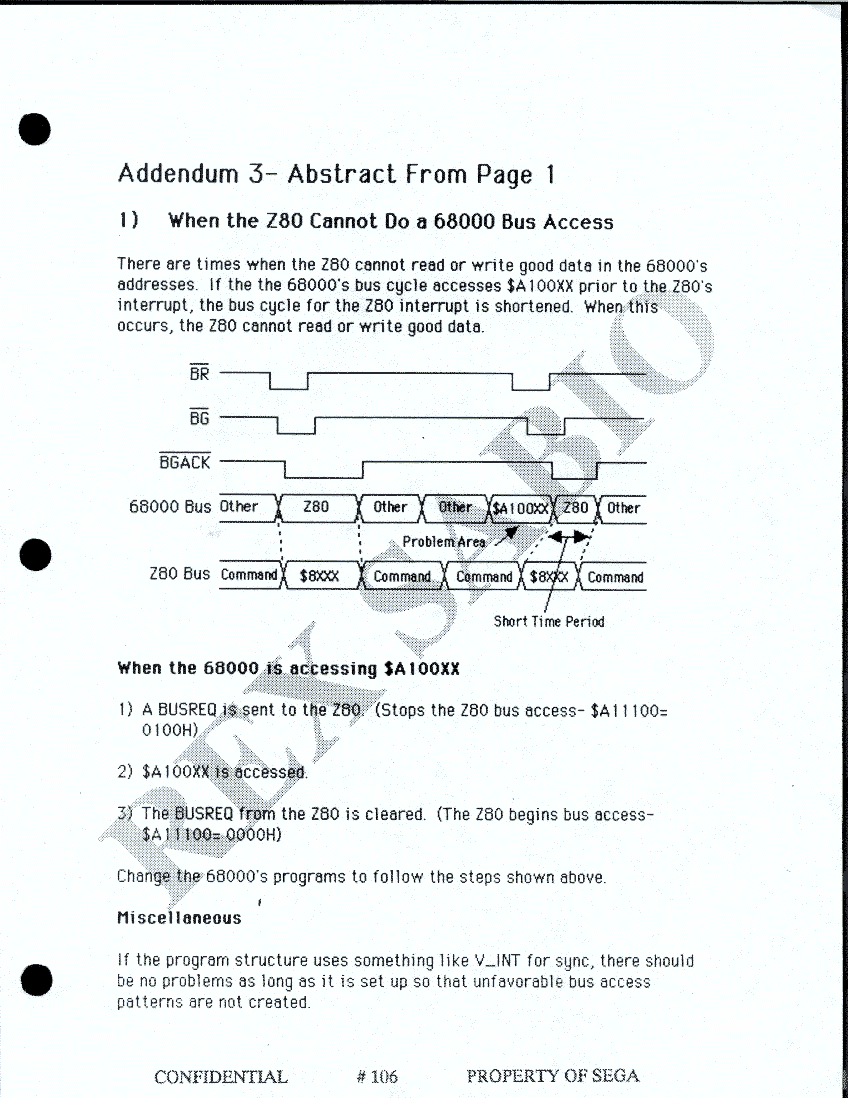 Addendum 3- Abstract From Page 1
1) When the Z80 Cannot Do a 68000 Bus Access
There are times when the Z80 cannot read or write good data in the 68000's
addresses. If the the 68000's bus cycle accesses $A100XX prior to the Z80's
interrupt, the bus cycle for the Z80 interrupt is shortened. When this
occurs, the Z80 cannot read or write good data.
BR
BG
BGACK
68000 Bus Other Z80 Other Other $A100XX Z80 Other
Problem Area
Z80 Bus Command $8XXX Command Command $8XXX Command
Short Time Period
When the 68000 is accessing $A100XX
1) A BUSREQ is sent to the Z80. (Stops the Z80 bus access- $A11100=
0100H)
2) $A100XX is accessed.
3) The BUSREQ from the Z80 is cleared. (The Z80 begins bus access-
$A11100= 0000H)
Change the 68000's programs to follow the steps shown above.
Miscellaneous
If the program structure uses something like V_INT for sync, there should
be no problems as long as it is set up so that unfavorable bus access
patterns are not created.
REX SABIO
CONFIDENTIAL # 106 PROPERTY OF SEGA